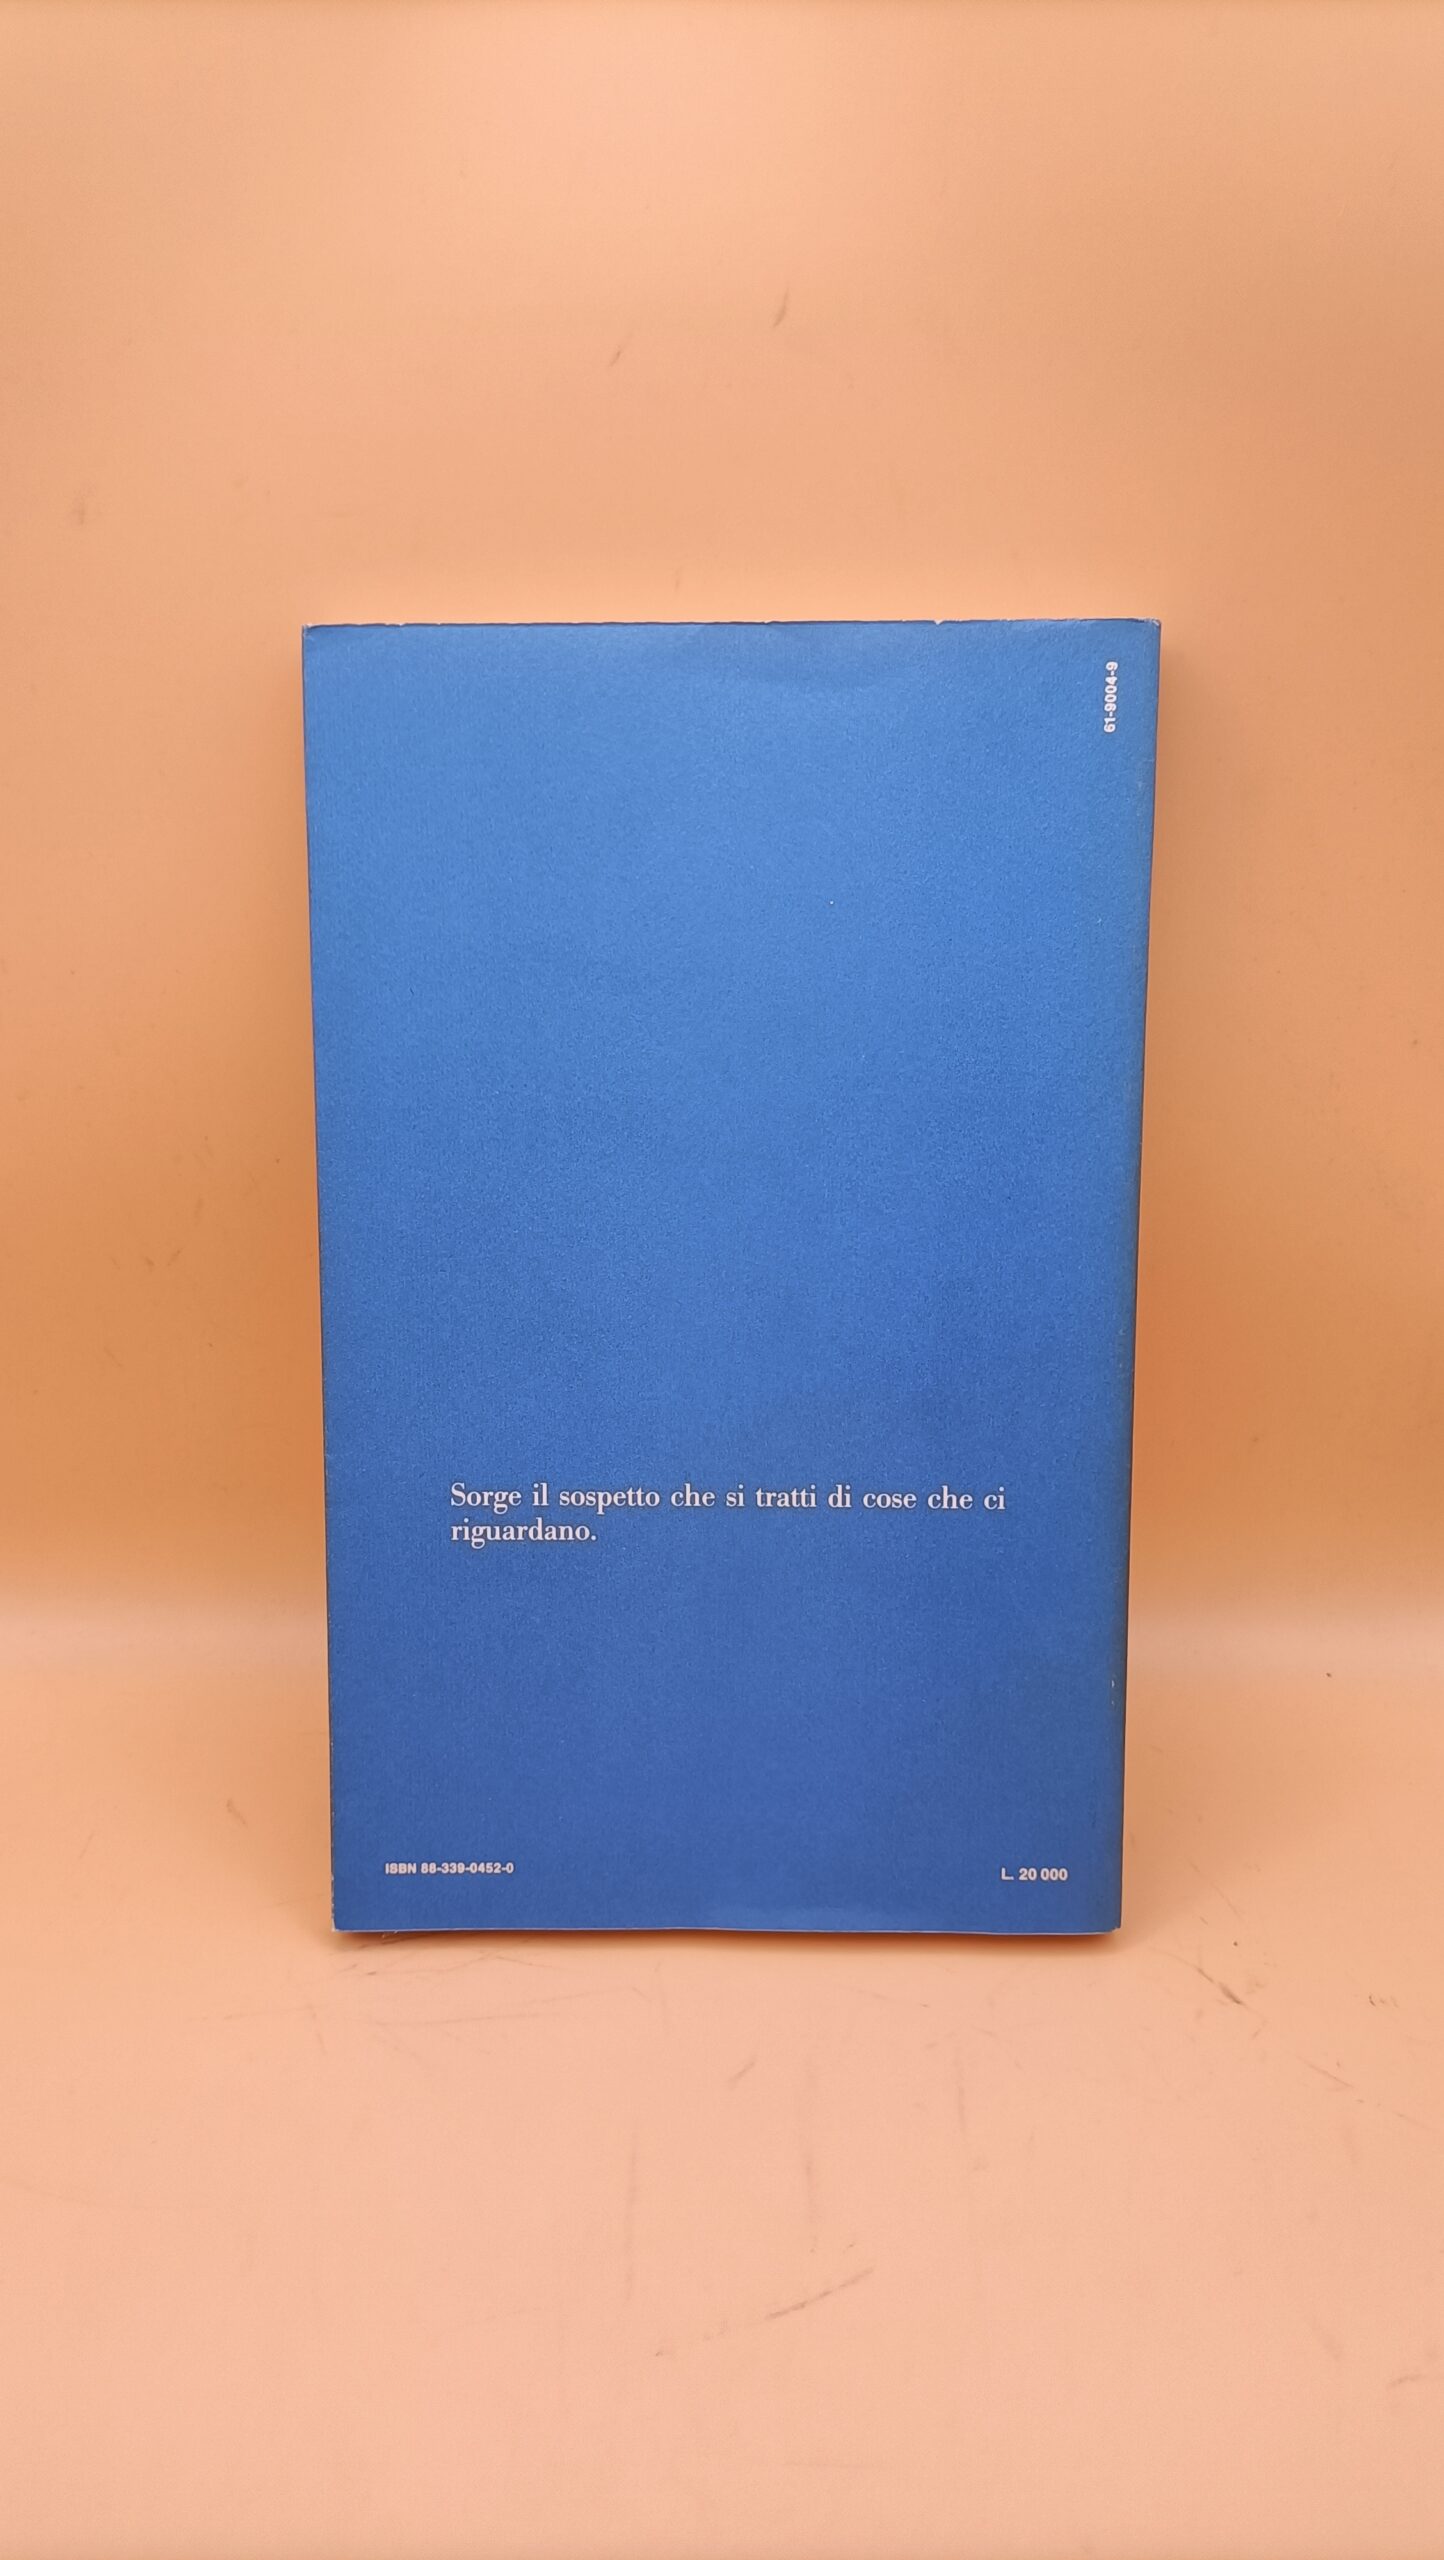 61-9004-9
Sorge il sospetto che si tratti di cose che ci
riguardano.
ISBN 88-339-0452-0
L. 20 000